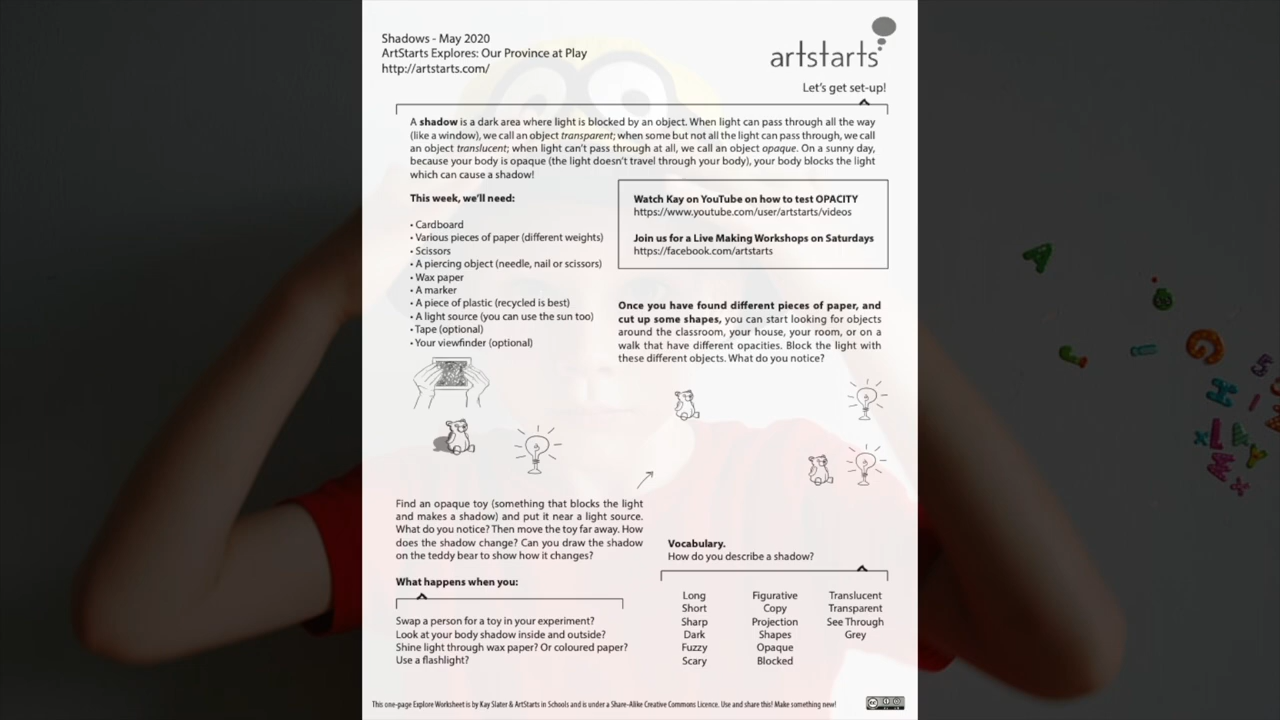 Shadows - May 2020
ArtStarts Explores: Our Province at Play
http://artstarts.com/
artstarts
Let's get set-up!
A shadow is a dark area where light is blocked by an object. When light can pass through all the way
(like a window), we call an object transparent; when some but not all the light can pass through, we call
an object translucent; when light can't pass through at all, we call an object opaque. On a sunny day,
because your body is opaque (the light doesn't travel through your body), your body blocks the light
which can cause a shadow!
This week, we'll need:
• Cardboard
• Various pieces of paper (different weights)
• Scissors
• A piercing object (needle, nail or scissors)
• Wax paper
• A marker
• A piece of plastic (recycled is best)
• A light source (you can use the sun too)
• Tape (optional)
• Your viewfinder (optional)
Watch Kay on YouTube on how to test OPACITY
https://www.youtube.com/user/artstarts/videos
Join us for a Live Making Workshops on Saturdays
https://facebook.com/artstarts
Once you have found different pieces of paper, and
cut up some shapes, you can start looking for objects
around the classroom, your house, your room, or on a
walk that have different opacities. Block the light with
these different objects. What do you notice?
Find an opaque toy (something that blocks the light
and makes a shadow) and put it near a light source.
What do you notice? Then move the toy far away. How
does the shadow change? Can you draw the shadow
on the teddy bear to show how it changes?
What happens when you:
Swap a person for a toy in your experiment?
Look at your body shadow inside and outside?
Shine light through wax paper? Or coloured paper?
Use a flashlight?
Vocabulary.
How do you describe a shadow?
Long Figurative Translucent
Short Copy Transparent
Sharp Projection See Through
Dark Shapes Grey
Fuzzy Opaque
Scary Blocked
This one-page Explore Worksheet is by Kay Slater & ArtStarts in Schools and is under a Share-Alike Creative Commons Licence. Use and share this! Make something new!